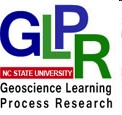 GLPR
NC STATE UNIVERSITY
Geoscience Learning
Process Research